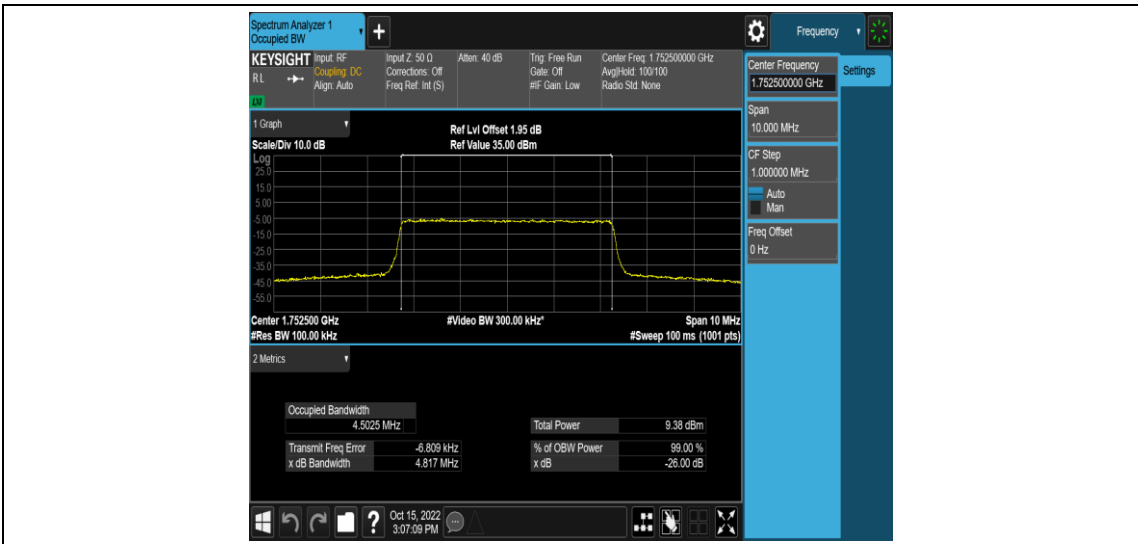 Spectrum Analyzer 1
Occupied BW
+
Frequency
KEYSIGHT
RL
LXI
Input: RF
Coupling: DC
Align: Auto
Input Z: 50 Ω
Corrections: Off
Freq Ref: Int (S)
Atten: 40 dB
Trig: Free Run
Gate: Off
#IF Gain: Low
Center Freq: 1.752500000 GHz
Avg|Hold: 100/100
Radio Std: None
Center Frequency
1.752500000 GHz
Settings
Span
10.000 MHz
CF Step
1.000000 MHz
Auto
Man
Freq Offset
0 Hz
1 Graph
Scale/Div 10.0 dB
Ref Lvl Offset 1.95 dB
Ref Value 35.00 dBm
Log
25.0
15.0
5.00
-5.00
-15.0
-25.0
-35.0
-45.0
-55.0
Center 1.752500 GHz
#Res BW 100.00 kHz
#Video BW 300.00 kHz*
Span 10 MHz
#Sweep 100 ms (1001 pts)
2 Metrics
Occupied Bandwidth
4.5025 MHz
Total Power 9.38 dBm
Transmit Freq Error -6.809 kHz
% of OBW Power 99.00 %
x dB Bandwidth 4.817 MHz
x dB -26.00 dB
?
Oct 15, 2022
3:07:09 PM